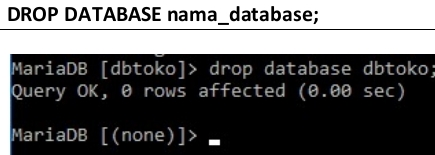 DROP DATABASE nama_database;
MariaDB [dbtoko]> drop database dbtoko;
Query OK, 0 rows affected (0.00 sec)
MariaDB [(none)]> _